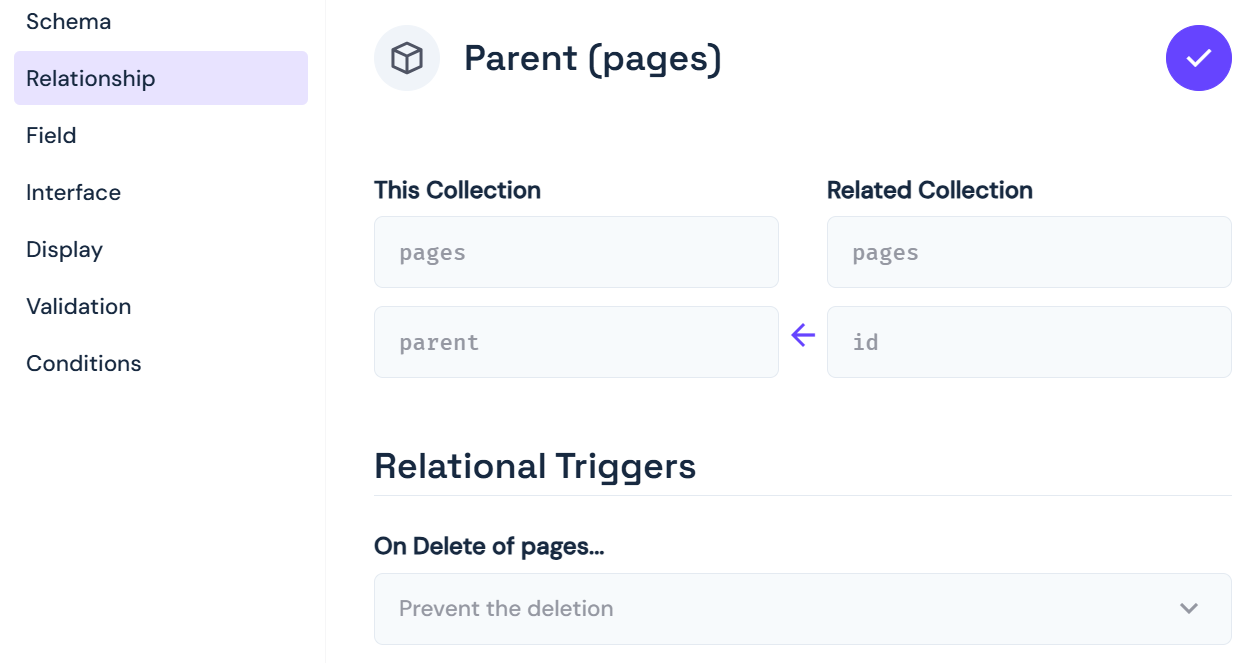 Schema
Relationship
Field
Interface
Display
Validation
Conditions
Parent (pages)
This Collection
Related Collection
pages
pages
parent
id
Relational Triggers
On Delete of pages...
Prevent the deletion